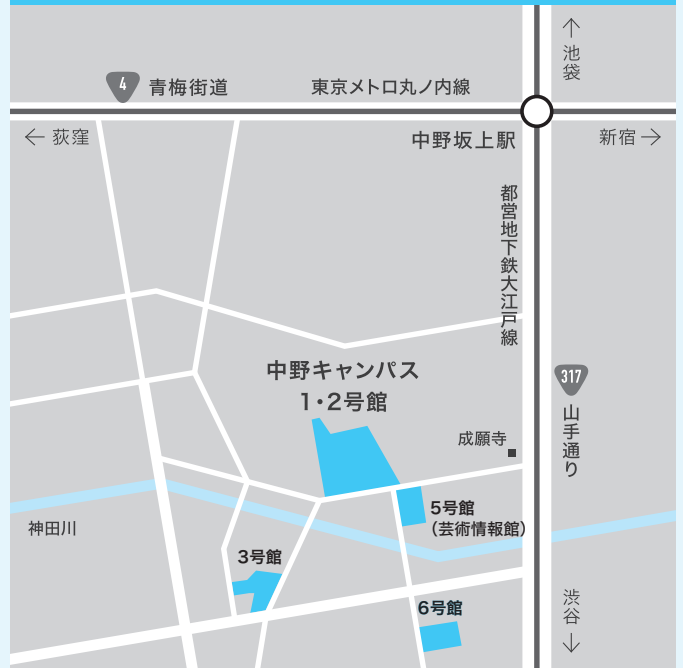 池袋
4
青梅街道
東京メトロ丸ノ内線
荻窪
中野坂上駅
新宿
都営地下鉄大江戸線
中野キャンパス
1・2号館
317
山手通り
成願寺
5号館
(芸術情報館)
神田川
3号館
渋谷
6号館